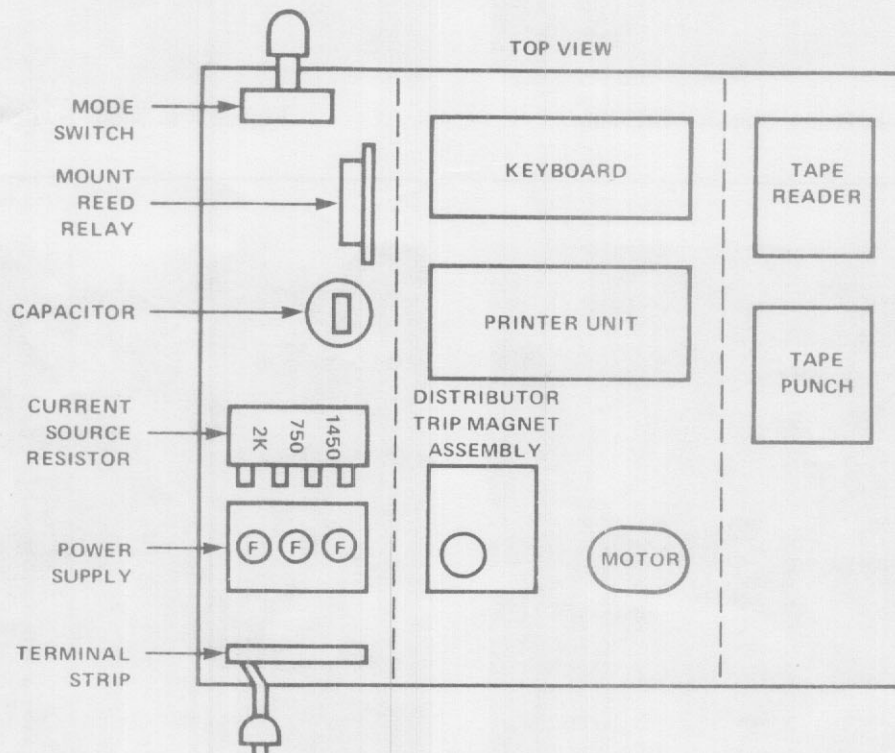 TOP VIEW
MODE
SWITCH
MOUNT
REED
RELAY
CAPACITOR
CURRENT
SOURCE
RESISTOR
POWER
SUPPLY
TERMINAL
STRIP
2K
750
1450
F
F
F
KEYBOARD
PRINTER UNIT
DISTRIBUTOR
TRIP MAGNET
ASSEMBLY
MOTOR
TAPE
READER
TAPE
PUNCH